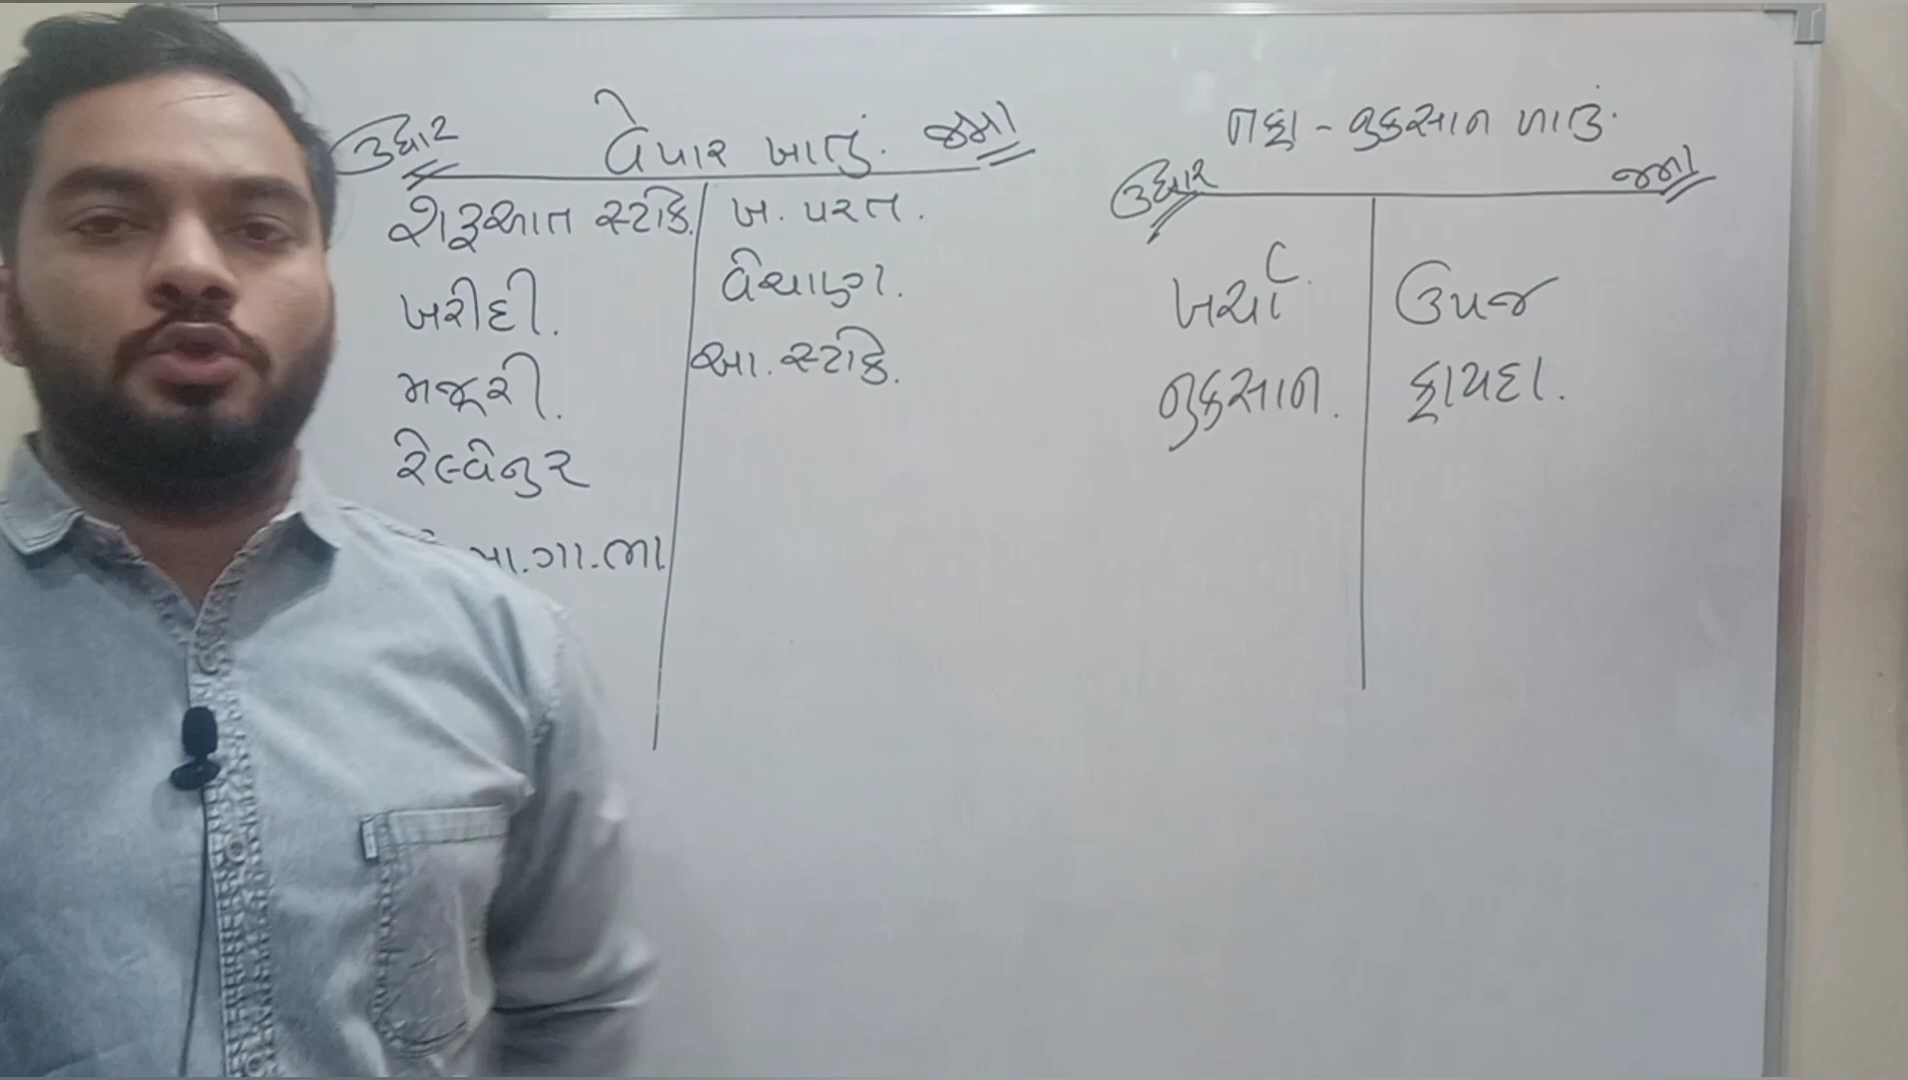 ઉધાર વેપાર ખાતું. જમા
શરૂઆત સ્ટોક. ખ. પરત.
ખરીદી. વેચાણ.
મજૂરી. આ. સ્ટોક.
રેલ્વેનુર
ગા.ભા.
નફા - નુકસાન ખાતું.
ઉધાર જમા
ખર્ચા ઉપજ
નુકસાન. ફાયદા.